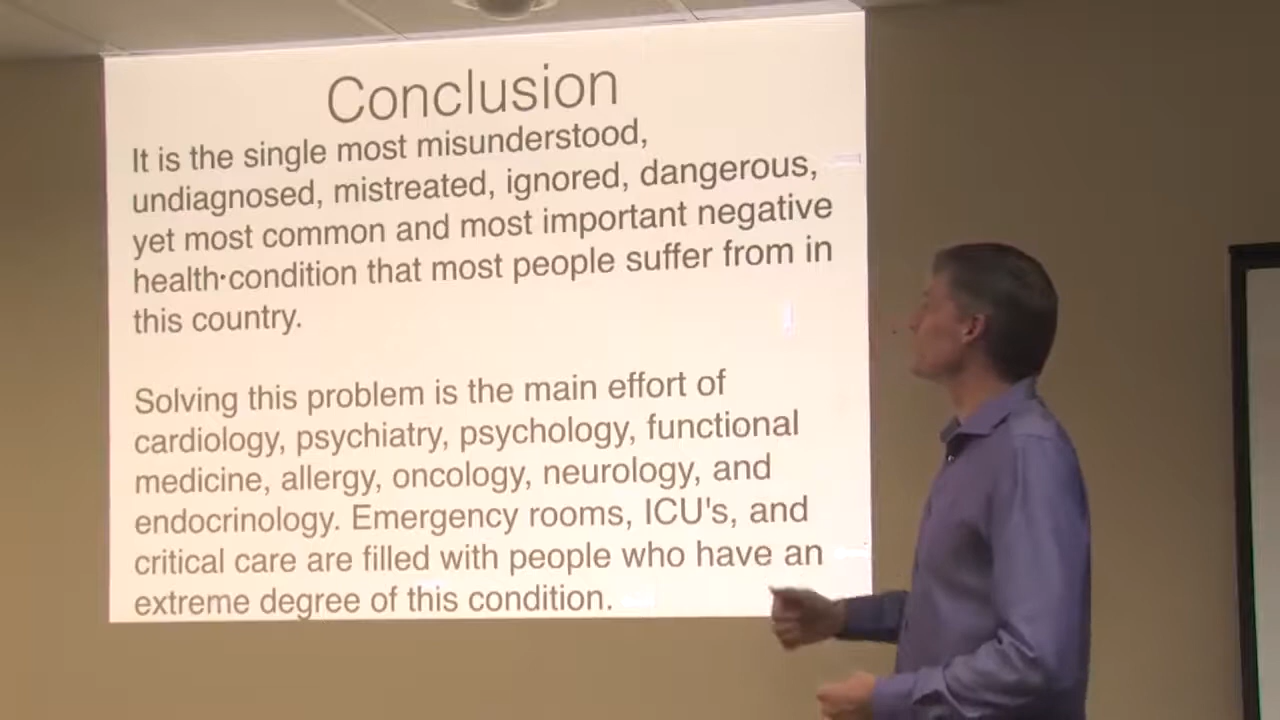 Conclusion
It is the single most misunderstood,
undiagnosed, mistreated, ignored, dangerous,
yet most common and most important negative
health·condition that most people suffer from in
this country.
Solving this problem is the main effort of
cardiology, psychiatry, psychology, functional
medicine, allergy, oncology, neurology, and
endocrinology. Emergency rooms, ICU's, and
critical care are filled with people who have an
extreme degree of this condition.